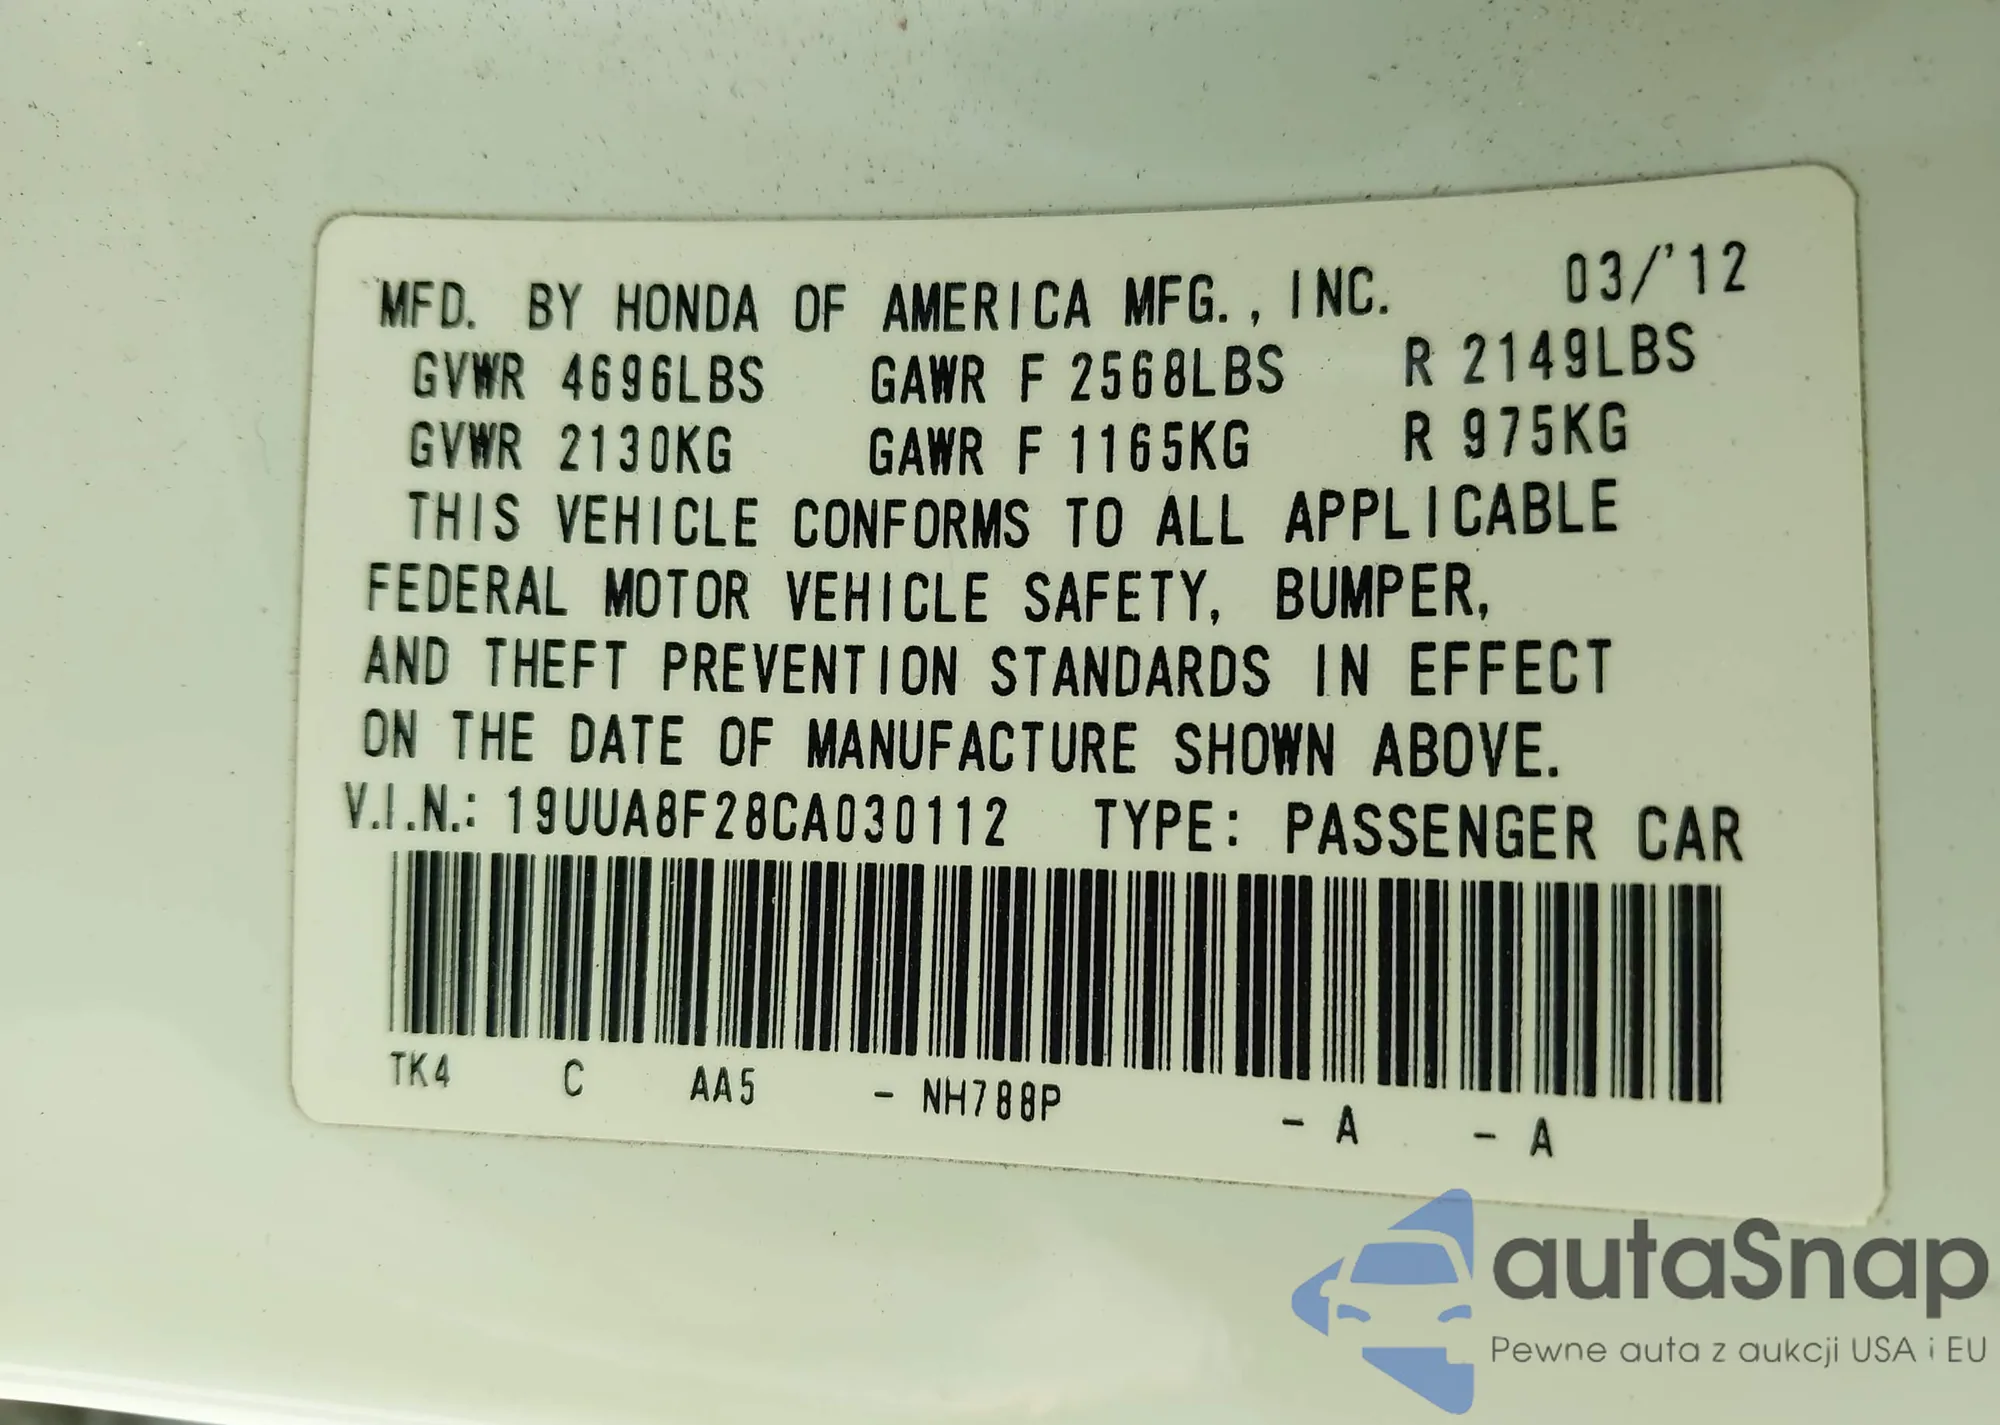 MFD. BY HONDA OF AMERICA MFG., INC. 03/'12
GVWR 4696LBS GAWR F 2568LBS R 2149LBS
GVWR 2130KG GAWR F 1165KG R 975KG
THIS VEHICLE CONFORMS TO ALL APPLICABLE
FEDERAL MOTOR VEHICLE SAFETY, BUMPER,
AND THEFT PREVENTION STANDARDS IN EFFECT
ON THE DATE OF MANUFACTURE SHOWN ABOVE.
V.I.N.: 19UUA8F28CA030112 TYPE: PASSENGER CAR
TK4 C AA5 - NH788P - A - A
autaSnap
Pewne auta z aukcji USA i EU